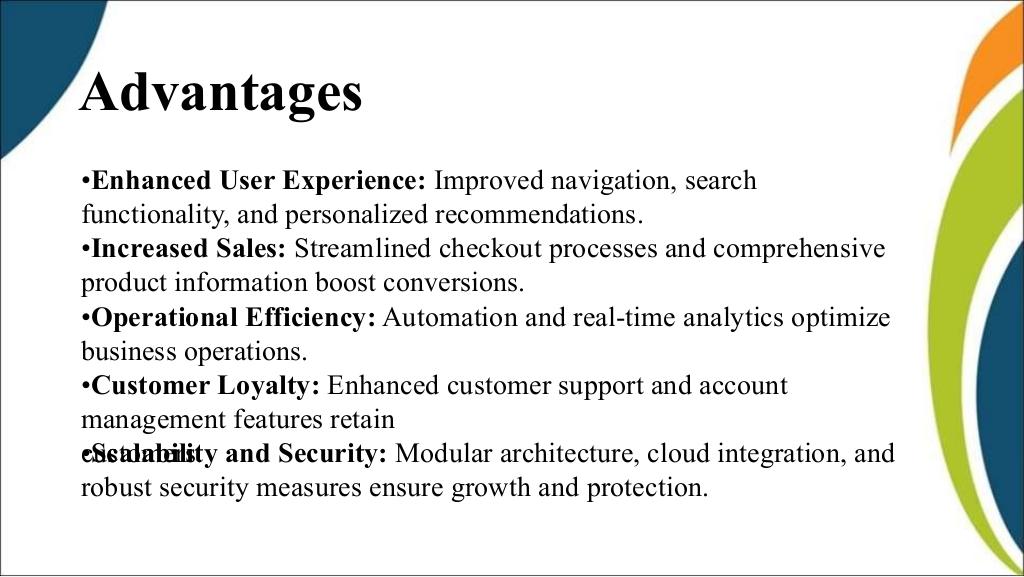 Advantages
•Enhanced User Experience: Improved navigation, search
functionality, and personalized recommendations.
•Increased Sales: Streamlined checkout processes and comprehensive
product information boost conversions.
•Operational Efficiency: Automation and real-time analytics optimize
business operations.
•Customer Loyalty: Enhanced customer support and account
management features retain
customers.
•Scalability and Security: Modular architecture, cloud integration, and
robust security measures ensure growth and protection.